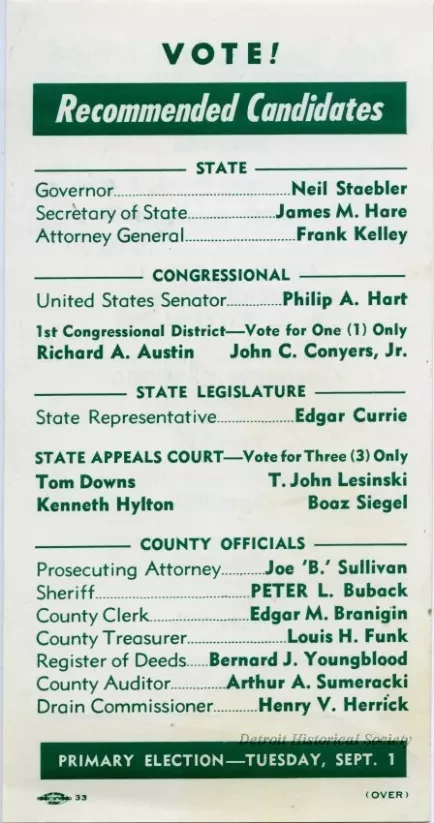 VOTE!
Recommended Candidates
STATE
Governor..........Neil Staebler
Secretary of State..........James M. Hare
Attorney General..........Frank Kelley
CONGRESSIONAL
United States Senator..........Philip A. Hart
1st Congressional District—Vote for One (1) Only
Richard A. Austin John C. Conyers, Jr.
STATE LEGISLATURE
State Representative..........Edgar Currie
STATE APPEALS COURT—Vote for Three (3) Only
Tom Downs T. John Lesinski
Kenneth Hylton Boaz Siegel
COUNTY OFFICIALS
Prosecuting Attorney..........Joe 'B.' Sullivan
Sheriff..........PETER L. Buback
County Clerk..........Edgar M. Branigin
County Treasurer..........Louis H. Funk
Register of Deeds..........Bernard J. Youngblood
County Auditor..........Arthur A. Sumeracki
Drain Commissioner..........Henry V. Herrick
Detroit Historical Society
PRIMARY ELECTION—TUESDAY, SEPT. 1
33 (OVER)